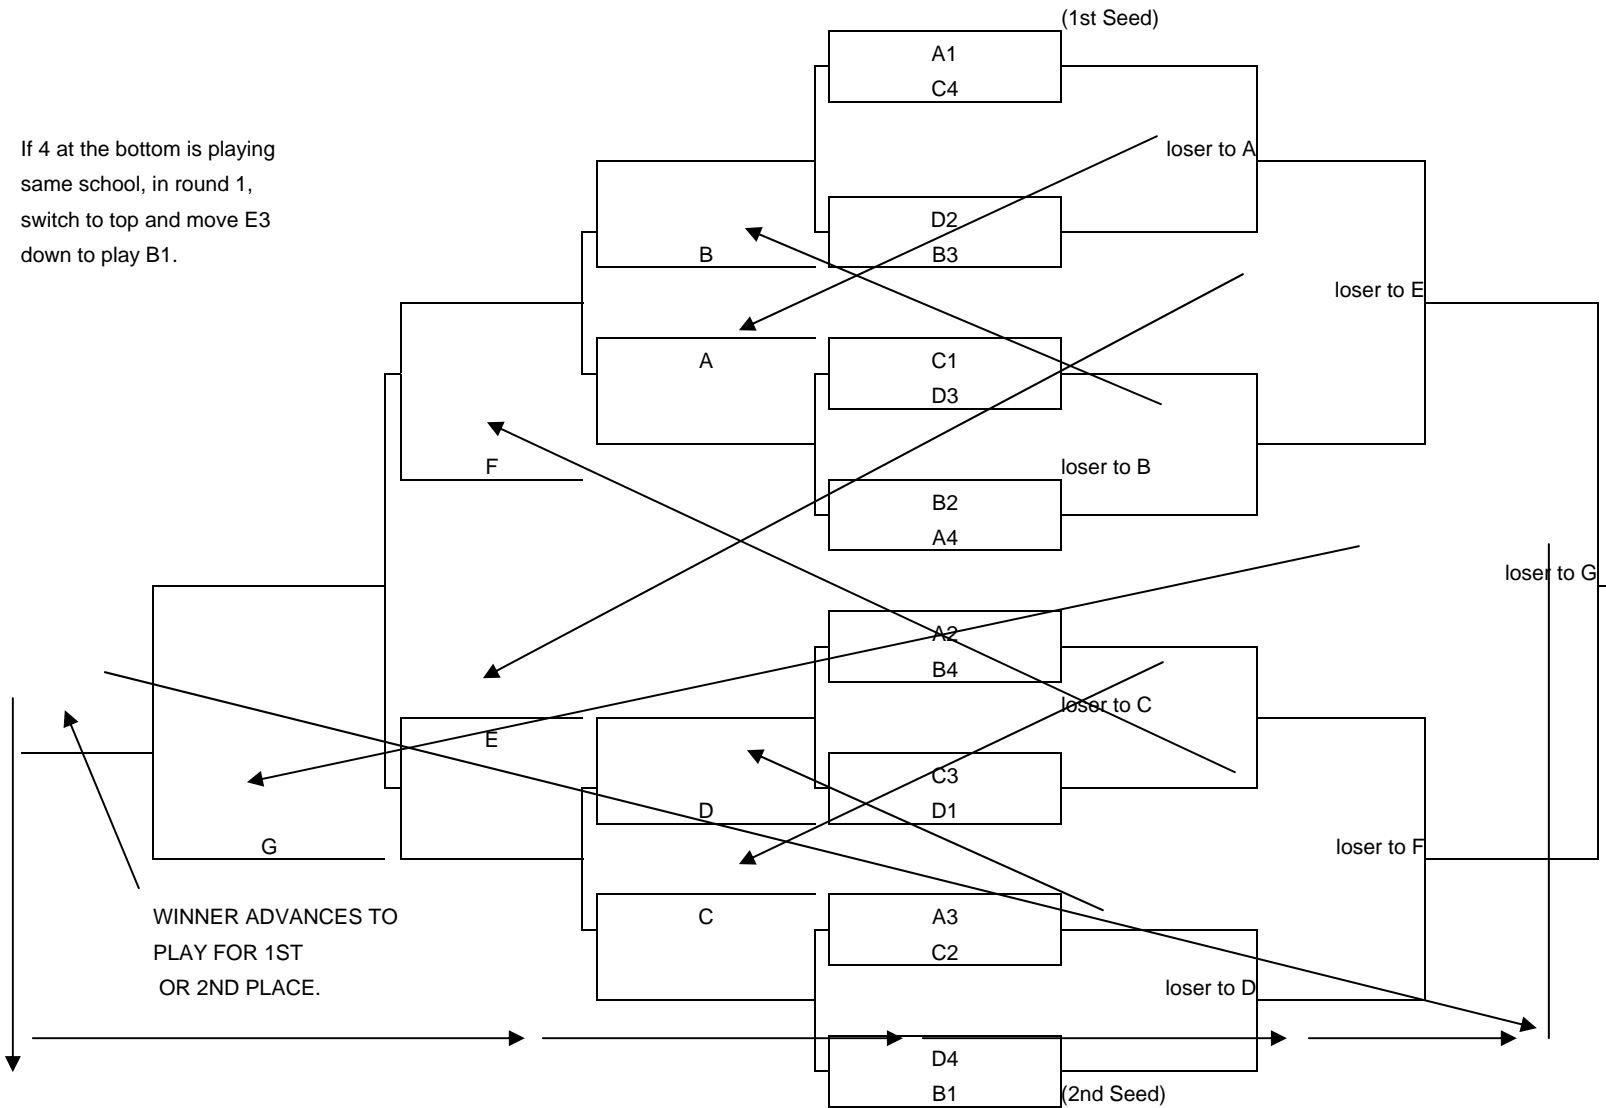 (1st Seed)
A1
C4
If 4 at the bottom is playing
same school, in round 1,
switch to top and move E3
down to play B1.
loser to A
D2
B3
B
loser to E
A
C1
D3
F
loser to B
B2
A4
loser to G
A2
B4
loser to C
E
C3
D1
D
G
loser to F
WINNER ADVANCES TO
PLAY FOR 1ST
OR 2ND PLACE.
C
A3
C2
loser to D
D4
B1
(2nd Seed)